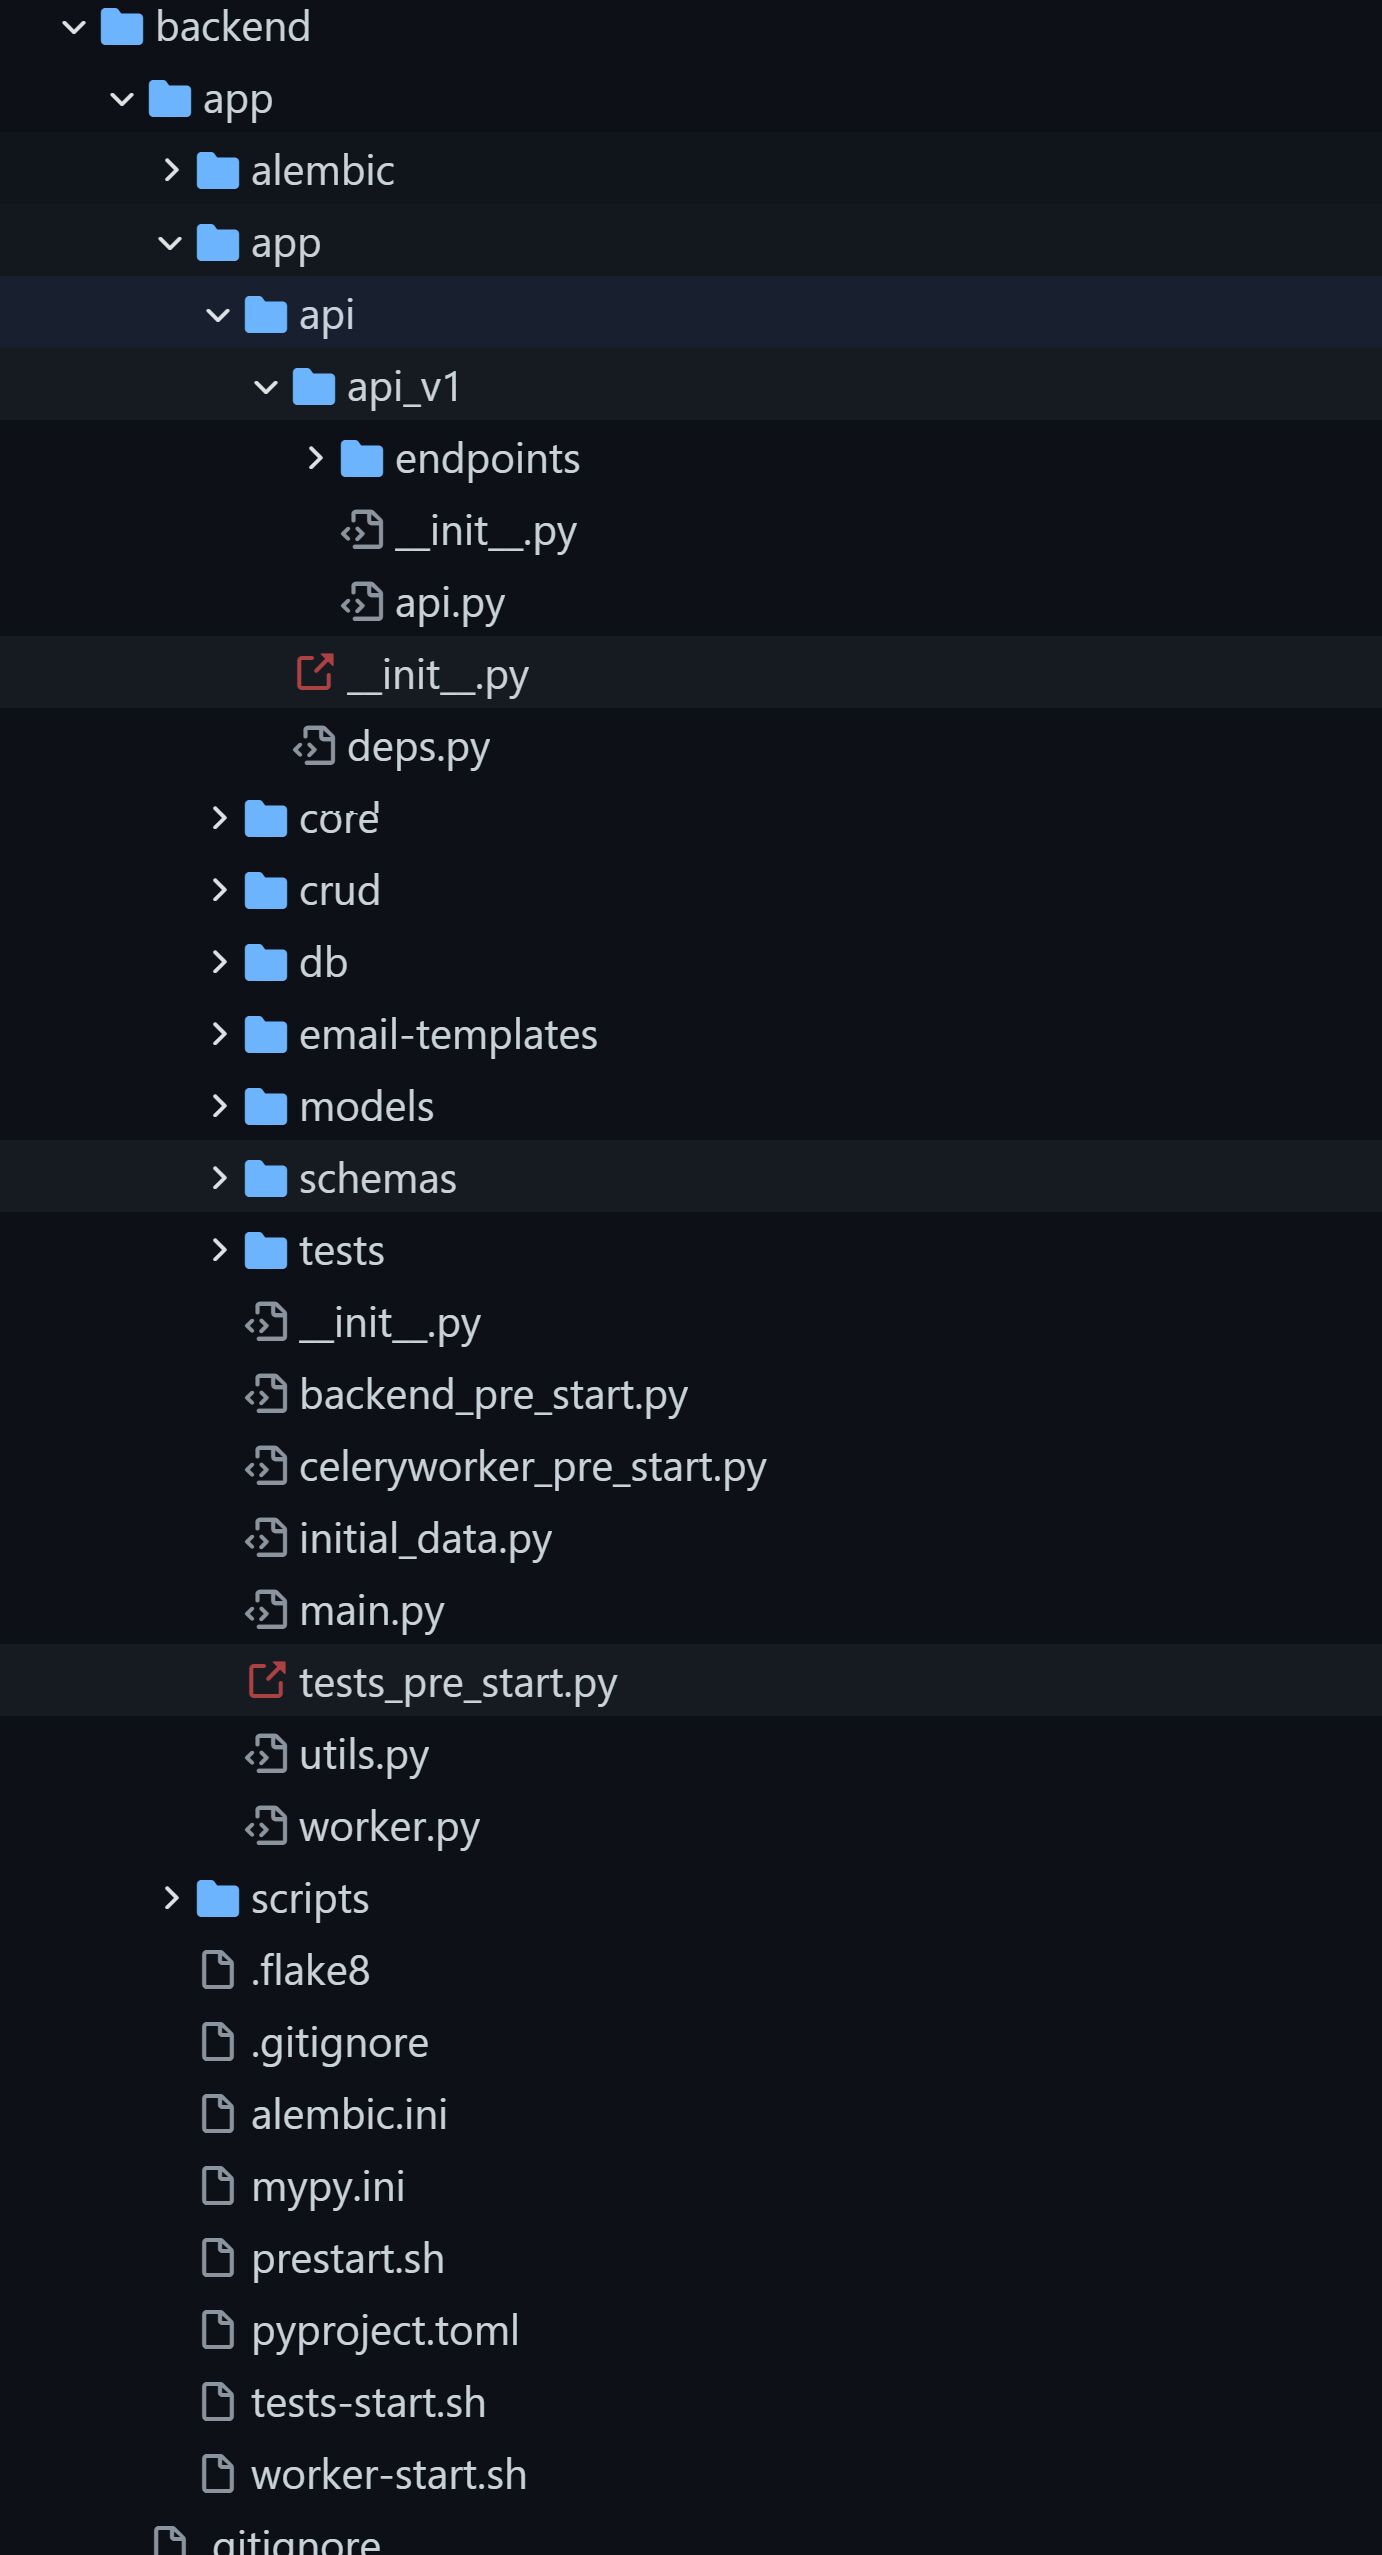 backend
app
alembic
app
api
api_v1
endpoints
__init__.py
api.py
__init__.py
deps.py
core
crud
db
email-templates
models
schemas
tests
__init__.py
backend_pre_start.py
celeryworker_pre_start.py
initial_data.py
main.py
tests_pre_start.py
utils.py
worker.py
scripts
.flake8
.gitignore
alembic.ini
mypy.ini
prestart.sh
pyproject.toml
tests-start.sh
worker-start.sh
.gitignore